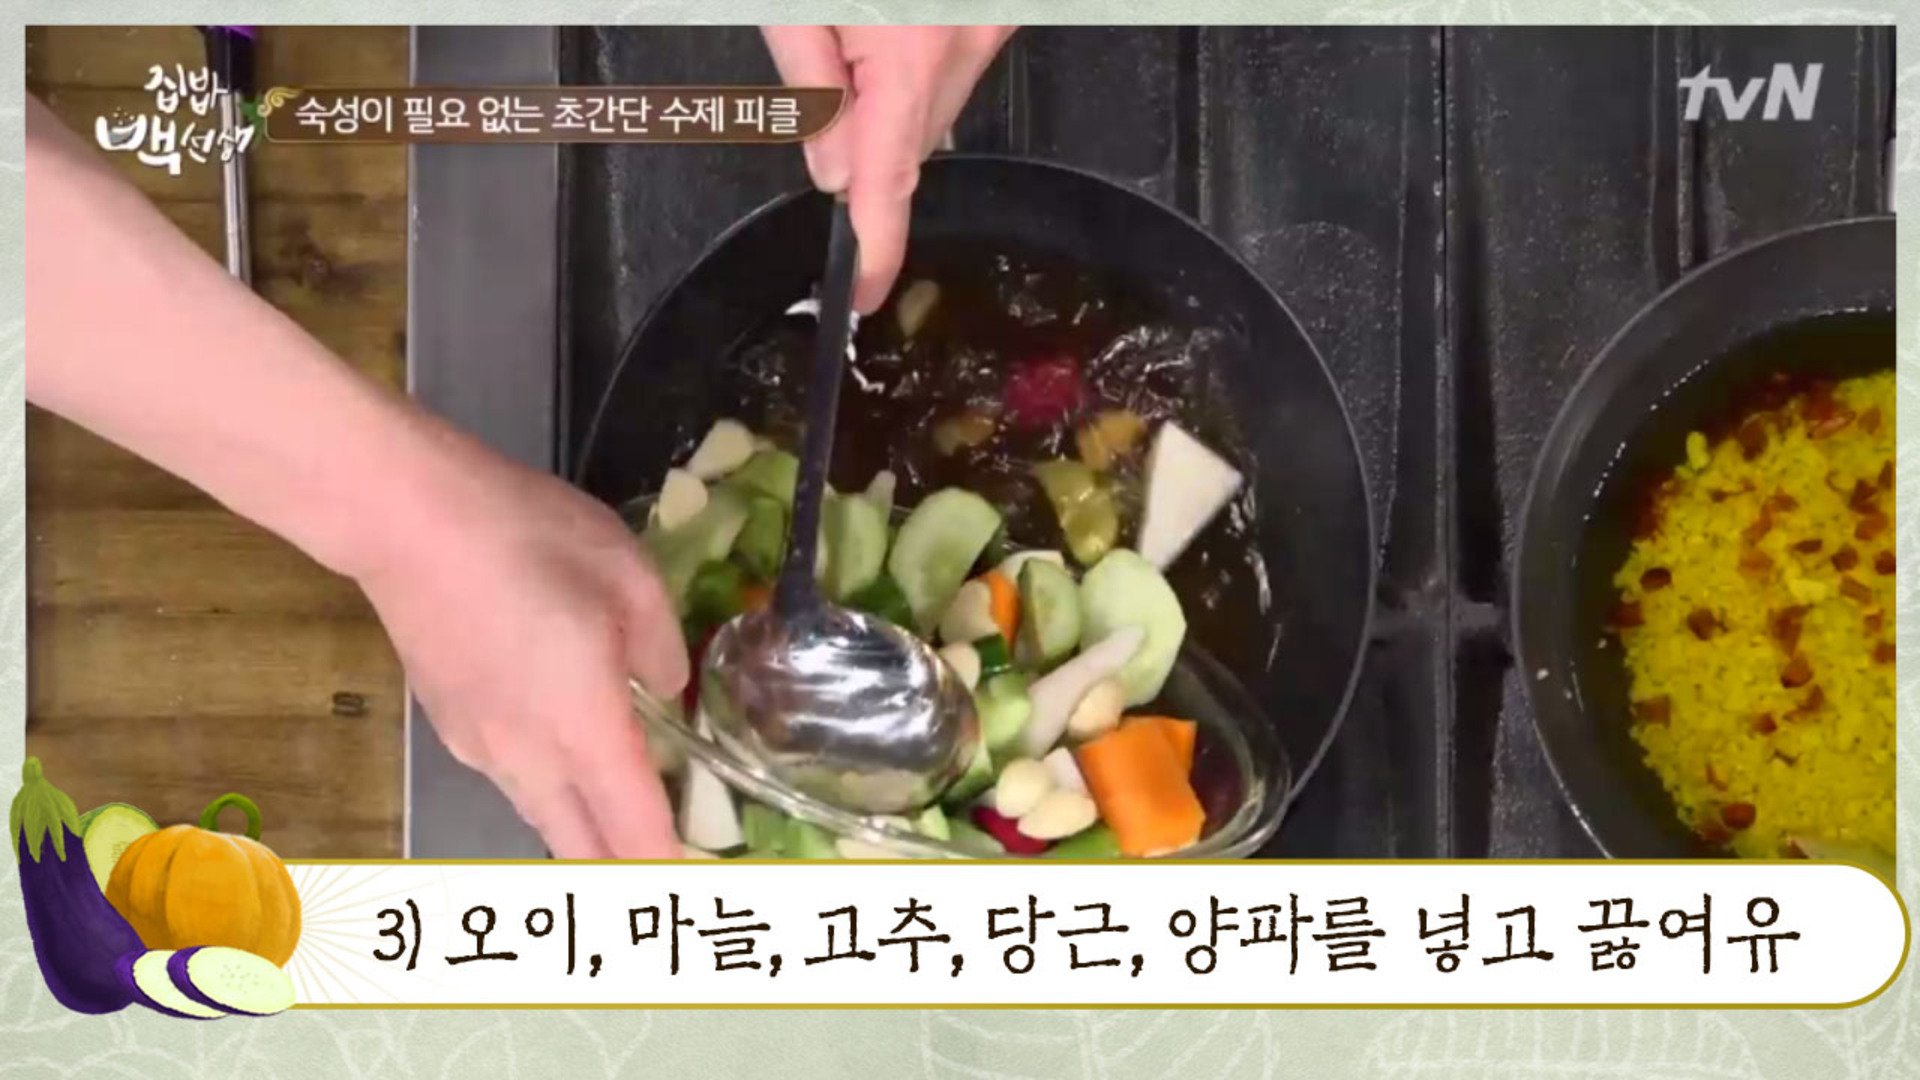 집밥
백선생
숙성이 필요 없는 초간단 수제 피클
tvN
3) 오이, 마늘, 고추, 당근, 양파를 넣고 끓여유